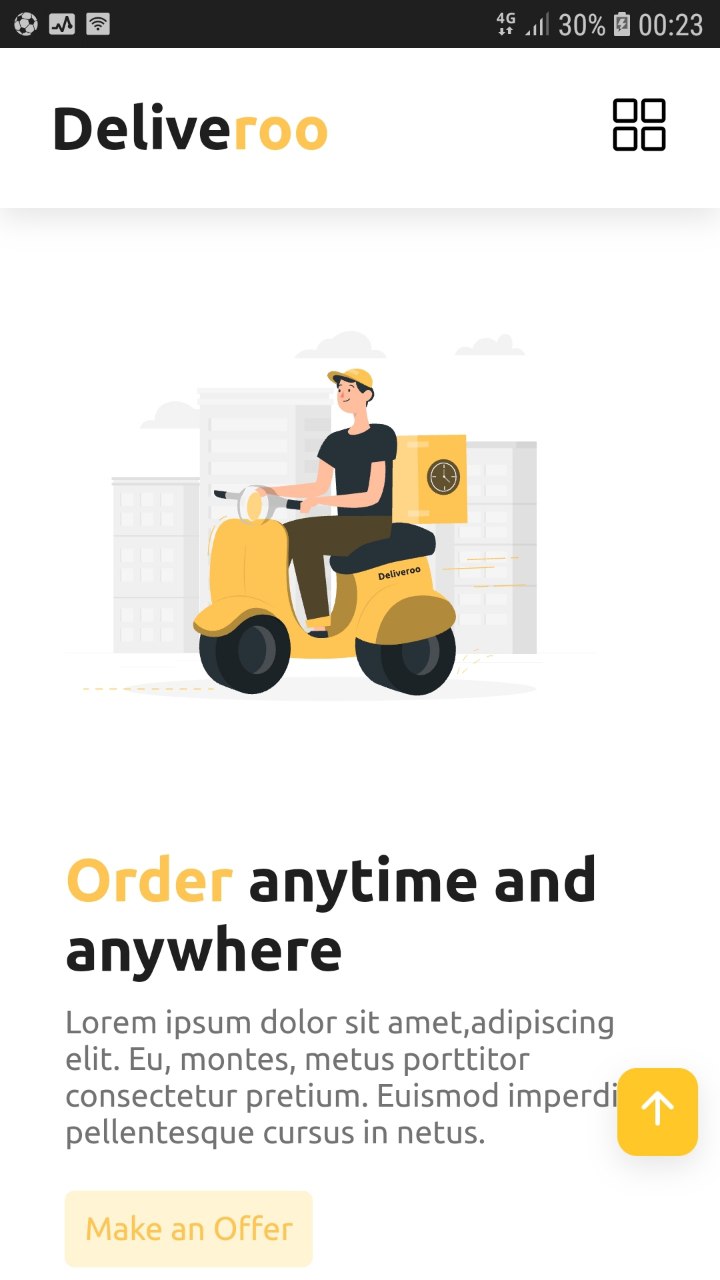 4G 30% 00:23
Deliveroo
Deliveroo
Order anytime and
anywhere
Lorem ipsum dolor sit amet,adipiscing
elit. Eu, montes, metus porttitor
consectetur pretium. Euismod imperdi
pellentesque cursus in netus.
Make an Offer